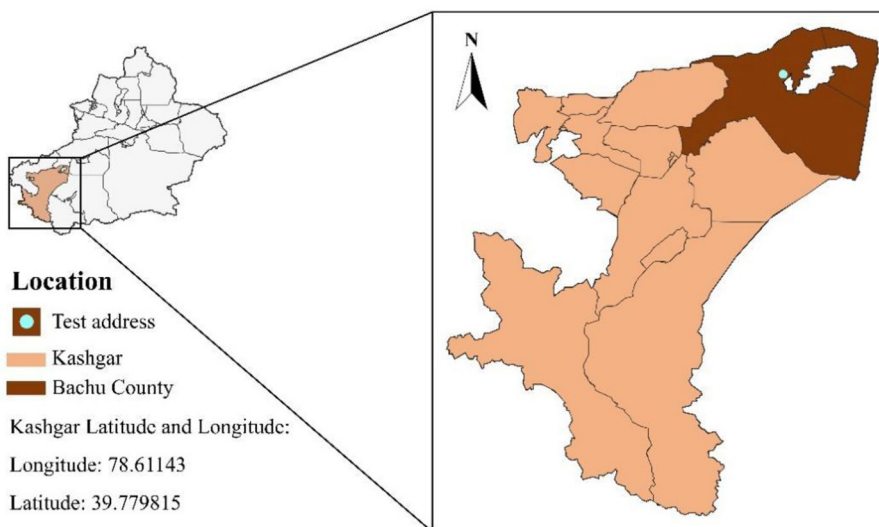 N
Location
Test address
Kashgar
Bachu County
Kashgar Latitude and Longitude:
Longitude: 78.61143
Latitude: 39.779815